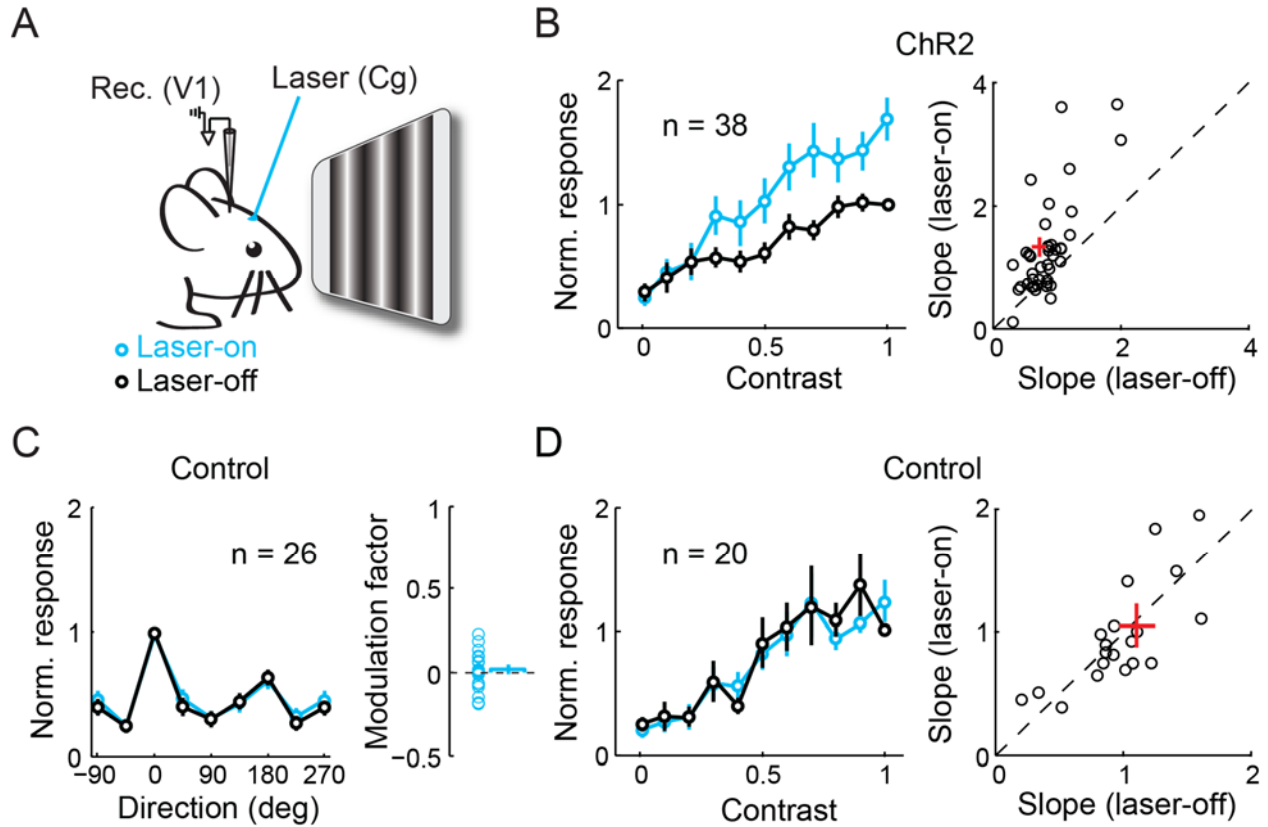 A
Rec. (V1)
Laser (Cg)
Laser-on
Laser-off
B
ChR2
Norm. response
2
1
0
n = 38
0
0.5
1
Contrast
Slope (laser-on)
4
2
0
0
2
4
Slope (laser-off)
C
Control
Norm. response
2
1
0
n = 26
−90
0
90
180
270
Direction (deg)
Modulation factor
1
0.5
0
−0.5
D
Control
Norm. response
2
1
0
n = 20
0
0.5
1
Contrast
Slope (laser-on)
2
1
0
0
1
2
Slope (laser-off)